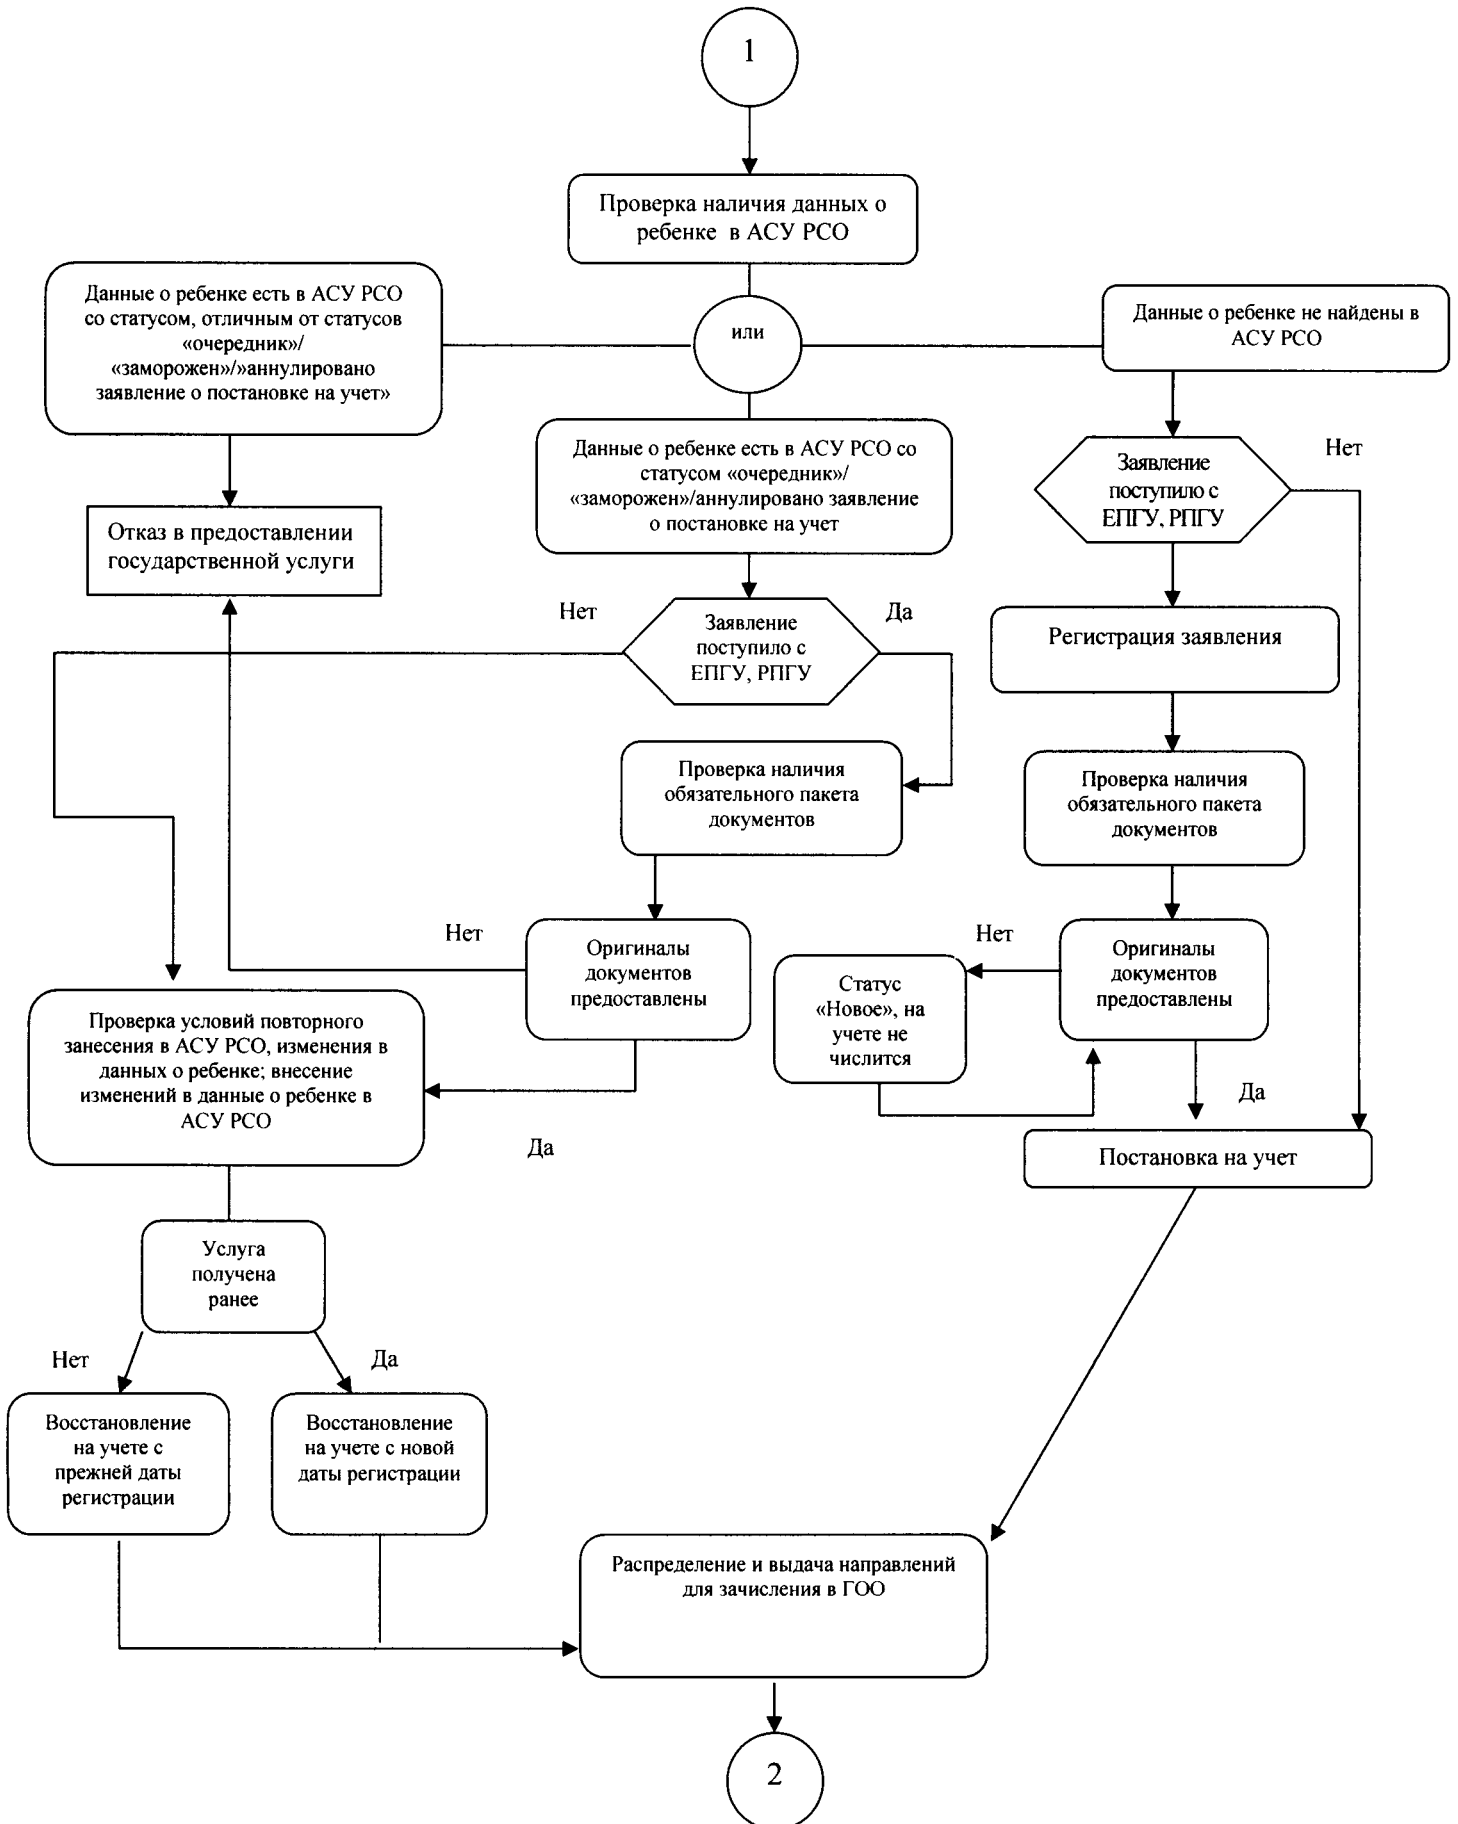 1
Проверка наличия данных о
ребенке в АСУ РСО
Данные о ребенке есть в АСУ РСО
со статусом, отличным от статусов
«очередник»/
«заморожен»/»аннулировано
заявление о постановке на учет»
или
Данные о ребенке не найдены в
АСУ РСО
Данные о ребенке есть в АСУ РСО со
статусом «очередник»/
«заморожен»/аннулировано заявление
о постановке на учет
Заявление
поступило с
ЕПГУ, РПГУ
Нет
Отказ в предоставлении
государственной услуги
Нет
Заявление
поступило с
ЕПГУ, РПГУ
Да
Регистрация заявления
Проверка наличия
обязательного пакета
документов
Проверка наличия
обязательного пакета
документов
Нет
Оригиналы
документов
предоставлены
Нет
Оригиналы
документов
предоставлены
Статус
«Новое», на
учете не
числится
Проверка условий повторного
занесения в АСУ РСО, изменения в
данных о ребенке; внесение
изменений в данные о ребенке в
АСУ РСО
Да
Да
Постановка на учет
Услуга
получена
ранее
Нет
Да
Восстановление
на учете с
прежней даты
регистрации
Восстановление
на учете с новой
даты регистрации
Распределение и выдача направлений
для зачисления в ГОО
2